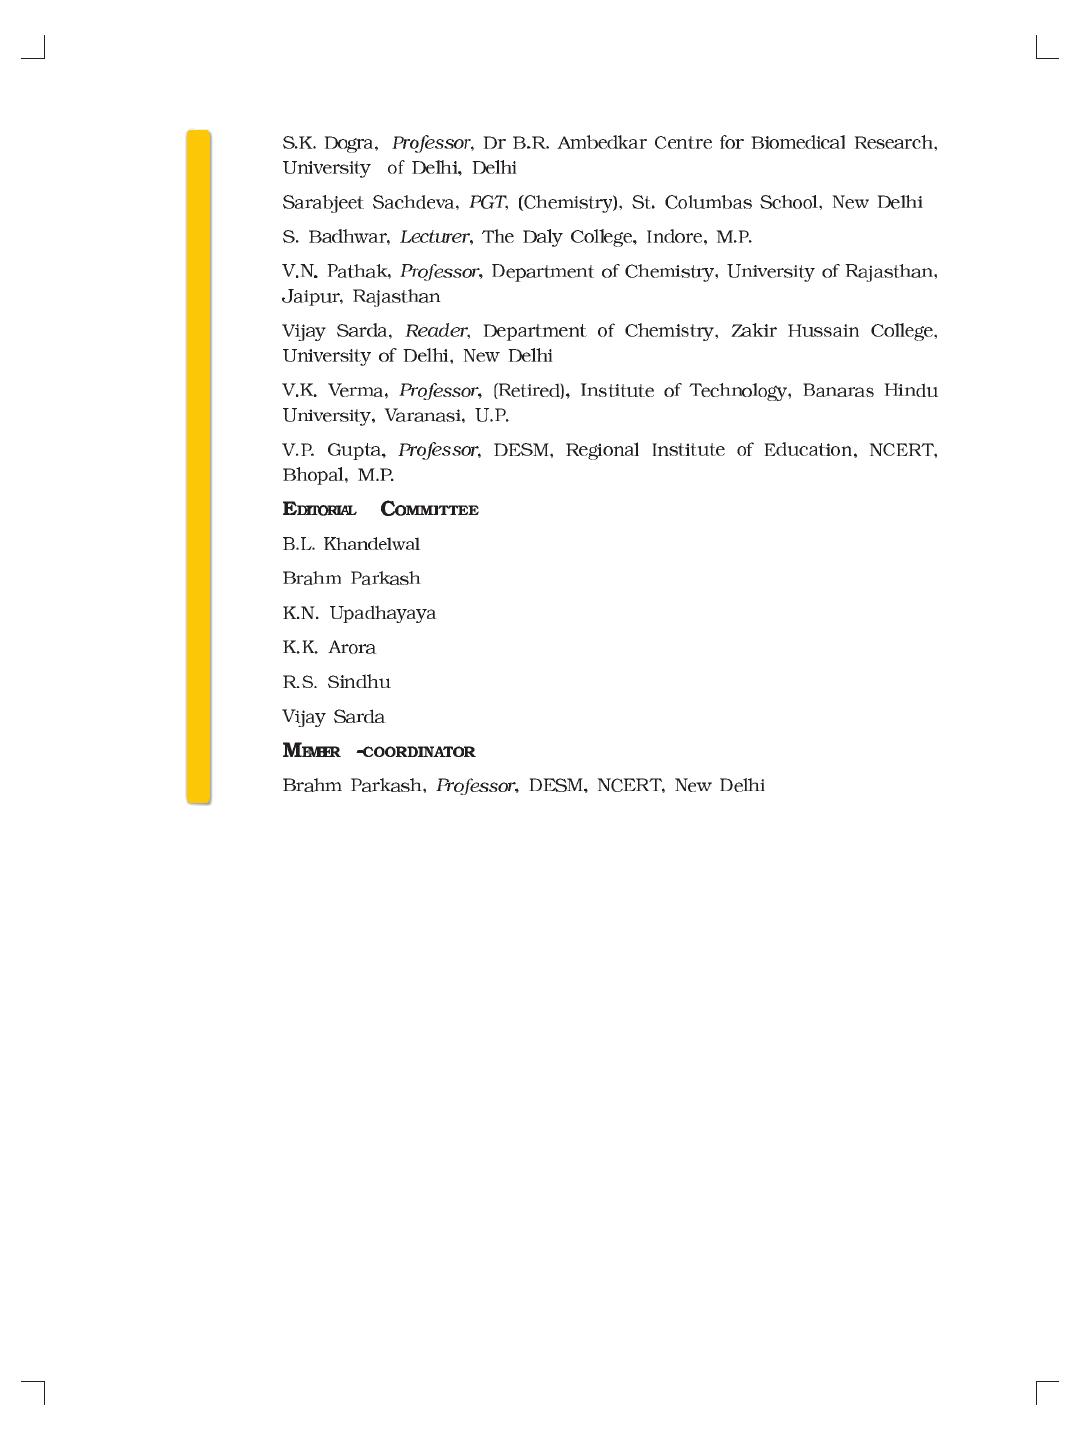 S.K. Dogra, Professor, Dr B.R. Ambedkar Centre for Biomedical Research,
University of Delhi, Delhi
Sarabjeet Sachdeva, PGT, (Chemistry), St. Columbas School, New Delhi
S. Badhwar, Lecturer, The Daly College, Indore, M.P.
V.N. Pathak, Professor, Department of Chemistry, University of Rajasthan,
Jaipur, Rajasthan
Vijay Sarda, Reader, Department of Chemistry, Zakir Hussain College,
University of Delhi, New Delhi
V.K. Verma, Professor, (Retired), Institute of Technology, Banaras Hindu
University, Varanasi, U.P.
V.P. Gupta, Professor, DESM, Regional Institute of Education, NCERT,
Bhopal, M.P.
EDITORIAL COMMITTEE
B.L. Khandelwal
Brahm Parkash
K.N. Upadhayaya
K.K. Arora
R.S. Sindhu
Vijay Sarda
MEMBER -COORDINATOR
Brahm Parkash, Professor, DESM, NCERT, New Delhi